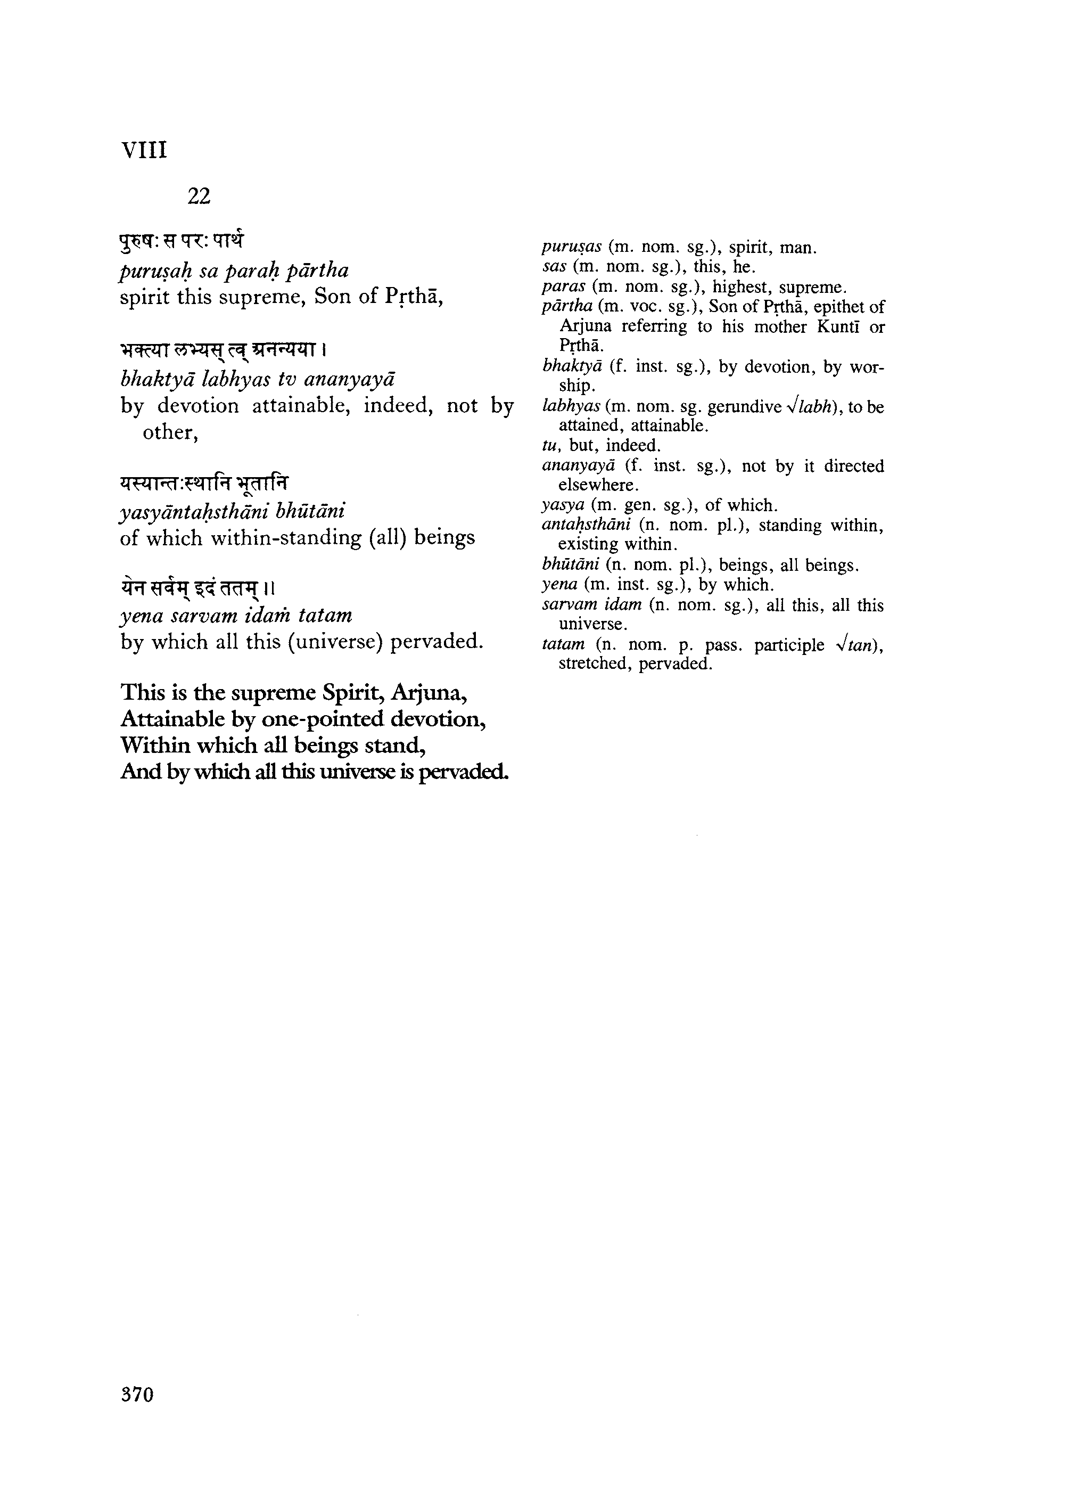 VIII
22
पुरुषः स परः पार्थ
puruṣaḥ sa paraḥ pārtha
spirit this supreme, Son of Pṛthā,
भक्त्या लभ्यस् त्व् अनन्यया ।
bhaktyā labhyas tv ananyayā
by devotion attainable, indeed, not by
other,
यस्यान्तःस्थानि भूतानि
yasyāntaḥsthāni bhūtāni
of which within-standing (all) beings
येन सर्वम् इदं ततम् ।।
yena sarvam idaṁ tatam
by which all this (universe) pervaded.
This is the supreme Spirit, Arjuna,
Attainable by one-pointed devotion,
Within which all beings stand,
And by which all this universe is pervaded.
puruṣas (m. nom. sg.), spirit, man.
sas (m. nom. sg.), this, he.
paras (m. nom. sg.), highest, supreme.
pārtha (m. voc. sg.), Son of Pṛthā, epithet of
Arjuna referring to his mother Kuntī or
Pṛthā.
bhaktyā (f. inst. sg.), by devotion, by wor-
ship.
labhyas (m. nom. sg. gerundive √labh), to be
attained, attainable.
tu, but, indeed.
ananyayā (f. inst. sg.), not by it directed
elsewhere.
yasya (m. gen. sg.), of which.
antaḥsthāni (n. nom. pl.), standing within,
existing within.
bhūtāni (n. nom. pl.), beings, all beings.
yena (m. inst. sg.), by which.
sarvam idam (n. nom. sg.), all this, all this
universe.
tatam (n. nom. p. pass. participle √tan),
stretched, pervaded.
370